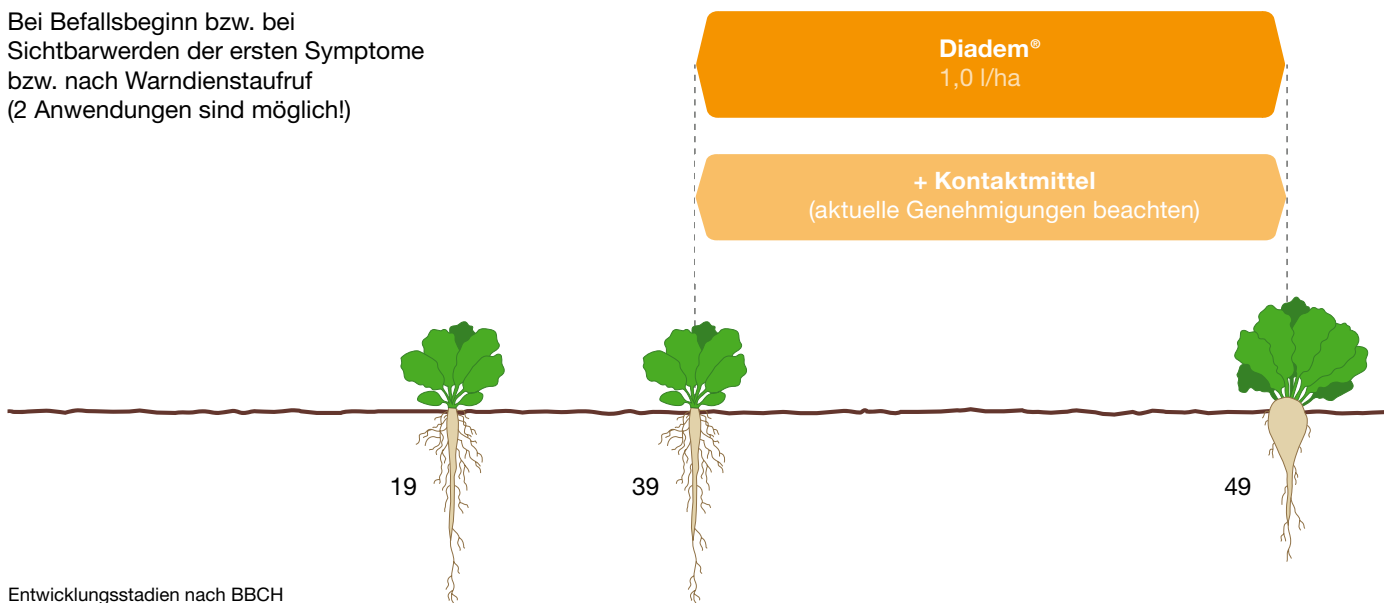 Bei Befallsbeginn bzw. bei
Sichtbarwerden der ersten Symptome
bzw. nach Warndienstaufruf
(2 Anwendungen sind möglich!)
Diadem®
1,0 l/ha
+ Kontaktmittel
(aktuelle Genehmigungen beachten)
19
39
49
Entwicklungsstadien nach BBCH